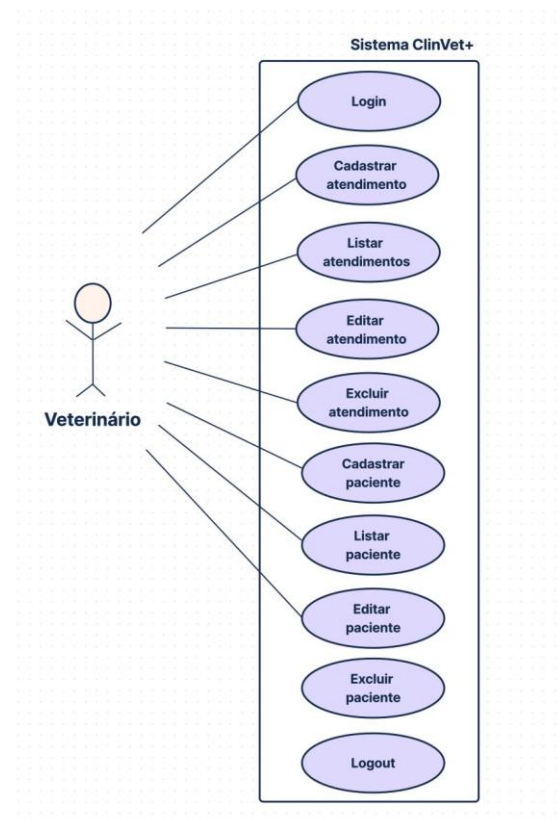 Sistema ClinVet+
Login
Cadastrar
atendimento
Listar
atendimentos
Editar
atendimento
Excluir
atendimento
Veterinário
Cadastrar
paciente
Listar
paciente
Editar
paciente
Excluir
paciente
Logout